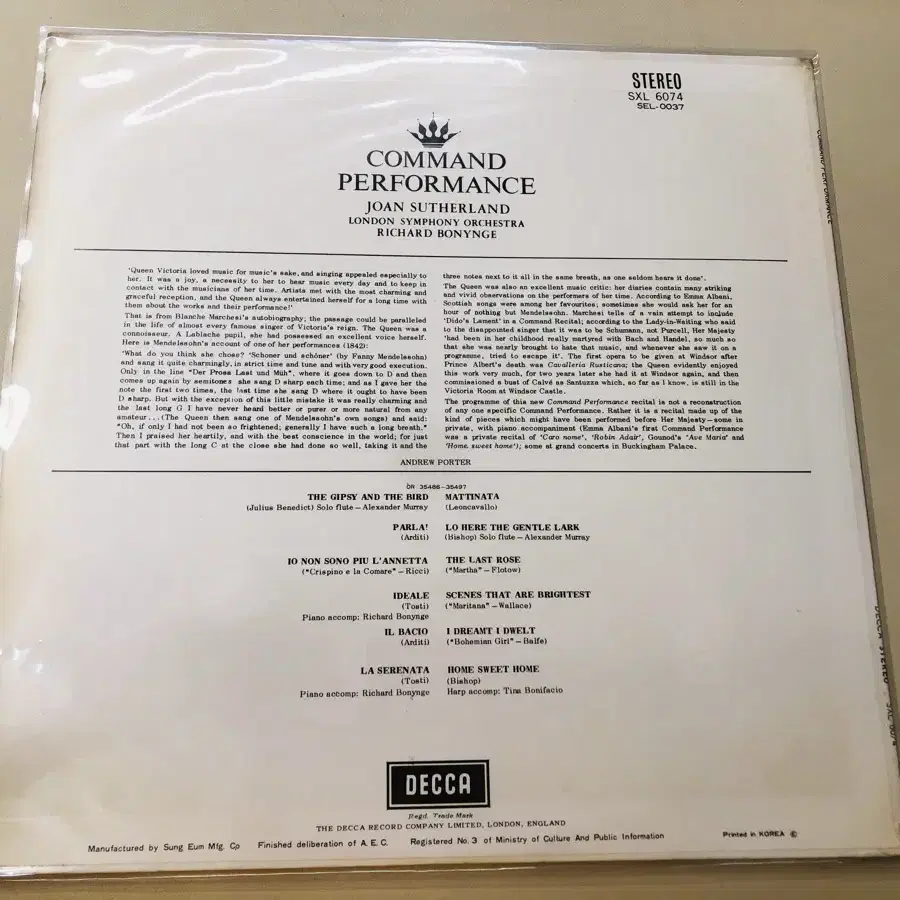 STEREO
SXL 6074
SEL-0037
COMMAND
PERFORMANCE
JOAN SUTHERLAND
LONDON SYMPHONY ORCHESTRA
RICHARD BONYNGE
'Queen Victoria loved music for music's sake, and singing appealed especially to
her. It was a joy, a necessity to her to hear music every day and to keep in
contact with the musicians of her time. Artists met with the most charming and
graceful reception, and the Queen always entertained herself for a long time with
them about the works and their performance!'
That is from Blanche Marchesi's autobiography; the passage could be paralleled
in the life of almost every famous singer of Victoria's reign. The Queen was a
connoisseur. A Lablache pupil, she had possessed an excellent voice herself.
Here is Mendelssohn's account of one of her performances (1842):
'What do you think she chose? 'Schoner und schöner' (by Fanny Mendelssohn)
and sang it quite charmingly, in strict time and tune and with very good execution.
Only in the line "Der Prosa Last und Müh", where it goes down to D and then
comes up again by semitones she sang D sharp each time; and as I gave her the
note the first two times, the last time she sang D where it ought to have been
D sharp. But with the exception of this little mistake it was really charming and
the last long G I have never heard better or purer or more natural from any
amateur... (The Queen then sang one of Mendelssohn's own songs) and said:
"Oh, if only I had not been so frightened; generally I have such a long breath."
Then I praised her heartily, and with the best conscience in the world; for just
that part with the long C at the close she had done so well, taking it and the
three notes next to it all in the same breath, as one seldom hears it done'.
The Queen was also an excellent music critic: her diaries contain many striking
and vivid observations on the performers of her time. According to Emma Albani,
Scottish songs were among her favourites; sometimes she would ask her for an
hour of nothing but Mendelssohn. Marchesi tells of a vain attempt to include
'Dido's Lament' in a Command Recital; according to the Lady-in-Waiting who said
to the disappointed singer that it was to be Schumann, not Purcell, Her Majesty
'had been in her childhood really martyred with Bach and Handel, so much so
that she was nearly brought to hate that music, and whenever she saw it on a
programme, tried to escape it'. The first opera to be given at Windsor after
Prince Albert's death was Cavalleria Rusticana; the Queen evidently enjoyed
this work very much, for two years later she had it at Windsor again, and then
commissioned a bust of Calvé as Santuzza which, so far as I know, is still in the
Victoria Room at Windsor Castle.
The programme of this new Command Performance recital is not a reconstruction
of any one specific Command Performance. Rather it is a recital made up of the
kind of pieces which might have been performed before Her Majesty—some in
private, with piano accompaniment (Emma Albani's first Command Performance
was a private recital of 'Caro nome', 'Robin Adair', Gounod's 'Ave Maria' and
'Home, sweet home'); some at grand concerts in Buckingham Palace.
ANDREW PORTER
ÖR 35486-35497
THE GIPSY AND THE BIRD
(Julius Benedict) Solo flute – Alexander Murray
PARLA!
(Arditi)
IO NON SONO PIU L'ANNETTA
("Crispino e la Comare" – Ricci)
IDEALE
(Tosti)
Piano accomp: Richard Bonynge
IL BACIO
(Arditi)
LA SERENATA
(Tosti)
Piano accomp: Richard Bonynge
MATTINATA
(Leoncavallo)
LO HERE THE GENTLE LARK
(Bishop) Solo flute – Alexander Murray
THE LAST ROSE
("Martha" – Flotow)
SCENES THAT ARE BRIGHTEST
("Maritana" – Wallace)
I DREAMT I DWELT
("Bohemian Girl" – Balfe)
HOME SWEET HOME
(Bishop)
Harp accomp: Tina Bonifacio
DECCA
Regd. Trade Mark
THE DECCA RECORD COMPANY LIMITED, LONDON, ENGLAND
Manufactured by Sung Eum Mfg. Cp Finished deliberation of A. E. C. Registered No. 3 of Ministry of Culture And Public Information
Printed in KOREA ©
COMMAND PERFORMANCE
DECCA STEREO SXL 6074